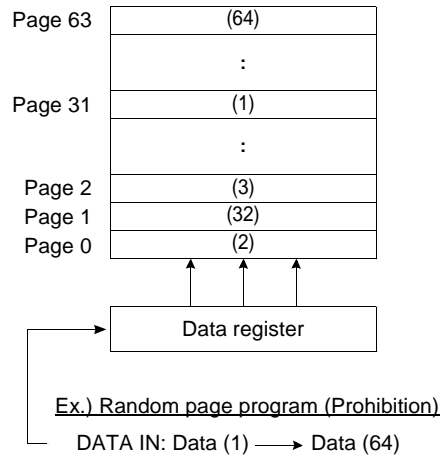 Page 63 (64)
:
Page 31 (1)
:
Page 2 (3)
Page 1 (32)
Page 0 (2)
Data register
Ex.) Random page program (Prohibition)
DATA IN: Data (1) Data (64)